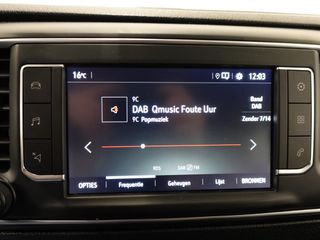 16°C
12:03
9C
DAB Qmusic Foute Uur
9C Popmuziek
Band
DAB
Zender 7/14
RDS DAB FM
OPTIES Frequentie Geheugen Lijst BRONNEN